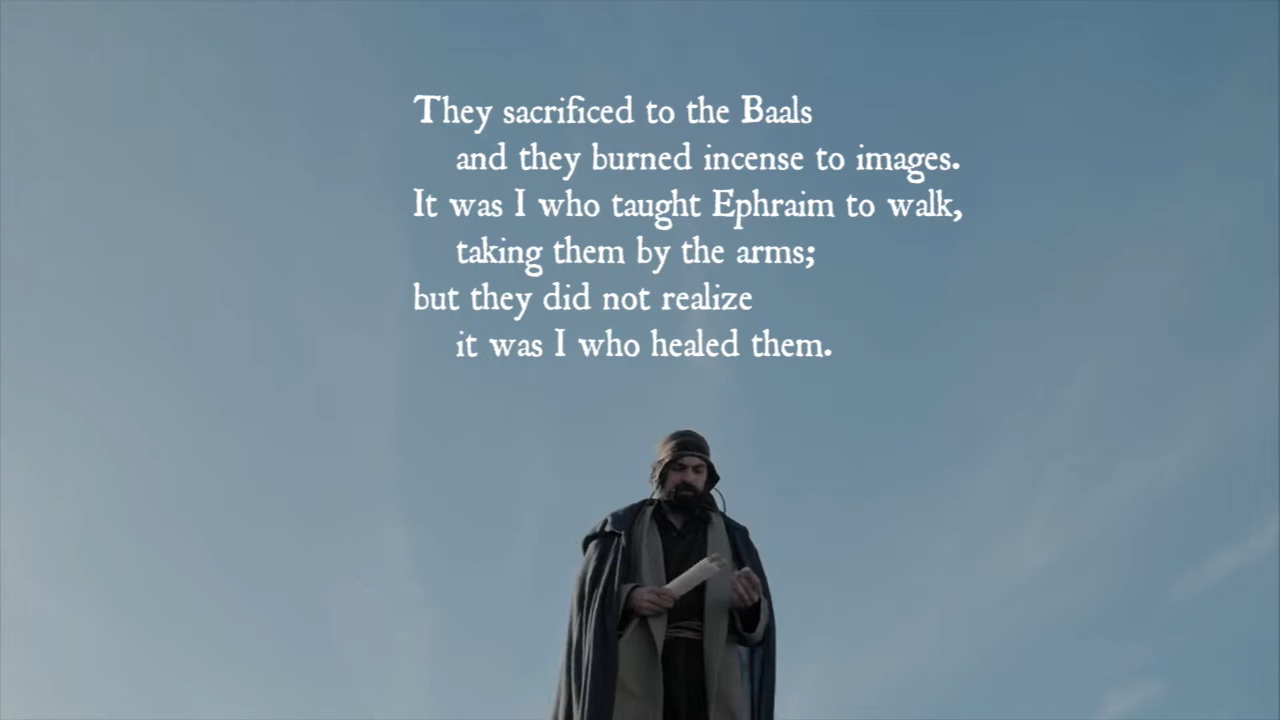 They sacrificed to the Baals
and they burned incense to images.
It was I who taught Ephraim to walk,
taking them by the arms;
but they did not realize
it was I who healed them.